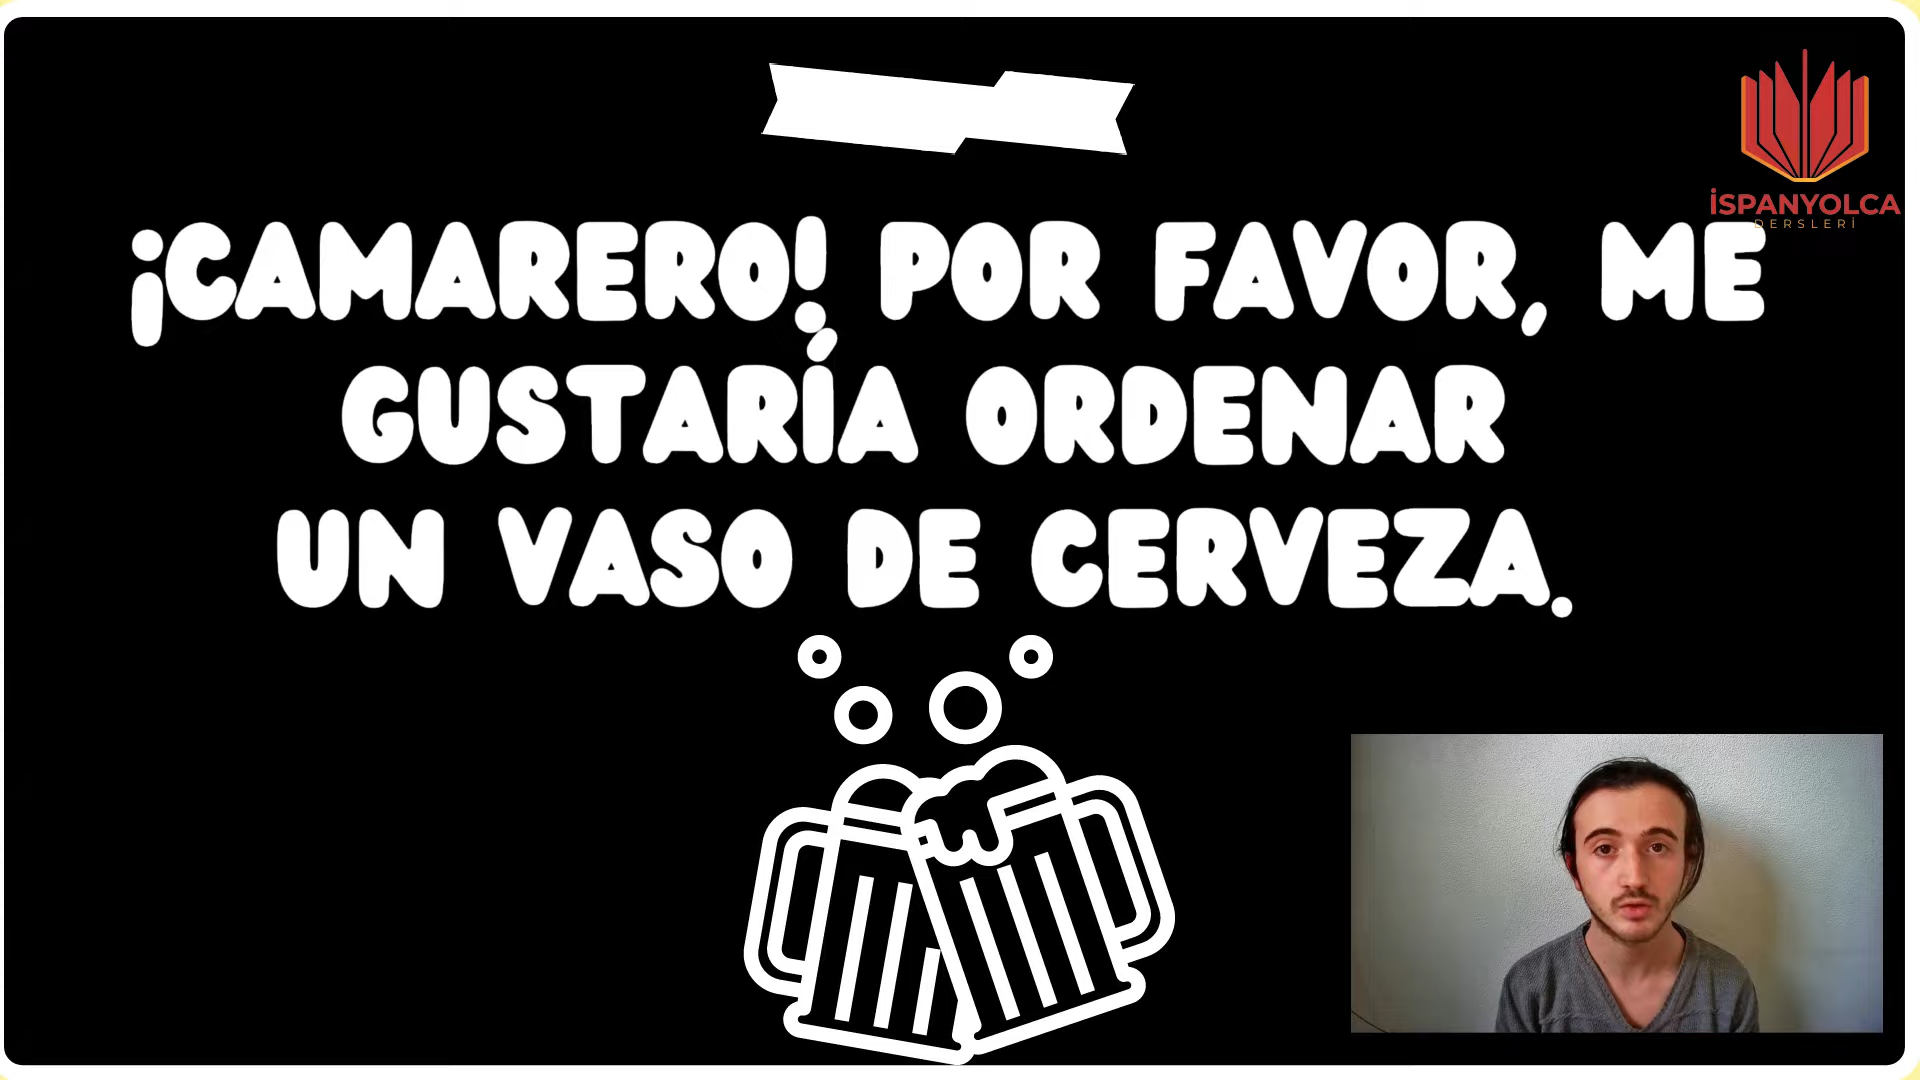 İSPANYOLCA
DERSLERİ
¡CAMARERO! POR FAVOR, ME
GUSTARÍA ORDENAR
UN VASO DE CERVEZA.